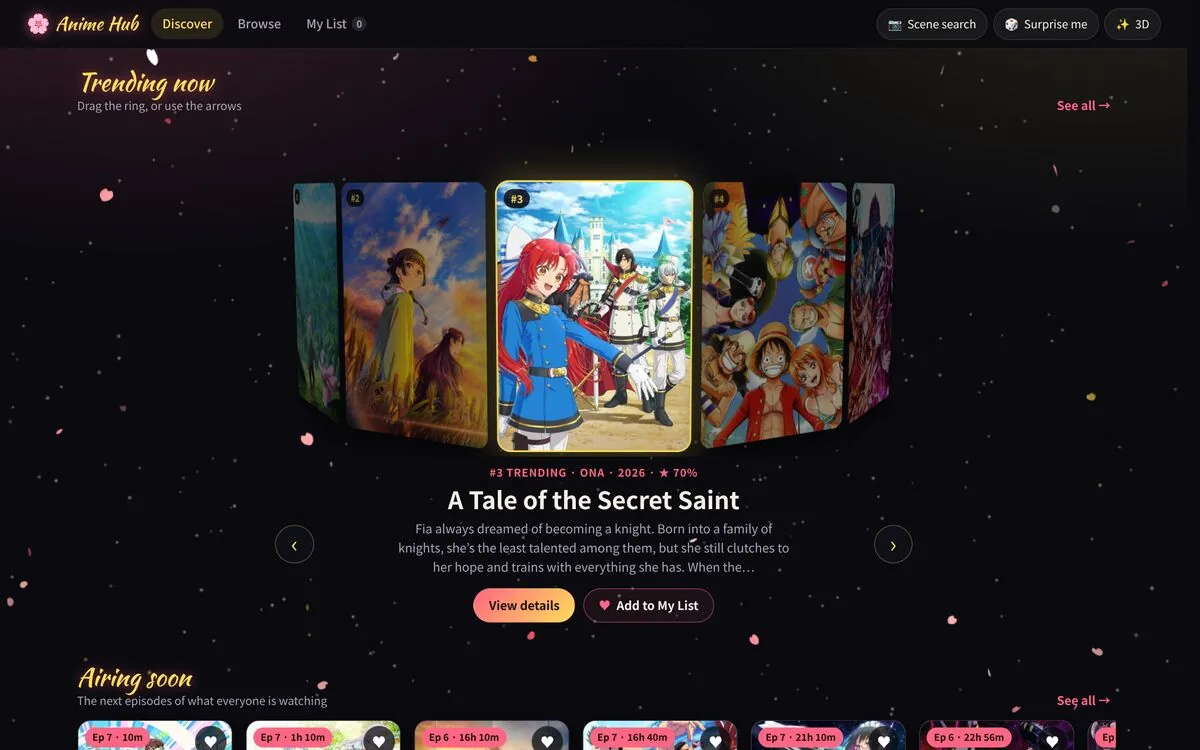 Anime Hub
Discover
Browse
My List 0
Scene search
Surprise me
3D
Trending now
Drag the ring, or use the arrows
See all →
#2
#3
#4
#3 TRENDING · ONA · 2026 · ★ 70%
A Tale of the Secret Saint
Fia always dreamed of becoming a knight. Born into a family of
knights, she's the least talented among them, but she still clutches to
her hope and trains with everything she has. When the…
‹
›
View details
Add to My List
Airing soon
The next episodes of what everyone is watching
See all →
Ep 7 · 10m
Ep 7 · 1h 10m
Ep 6 · 16h 10m
Ep 7 · 16h 40m
Ep 7 · 21h 10m
Ep 6 · 22h 56m
Ep